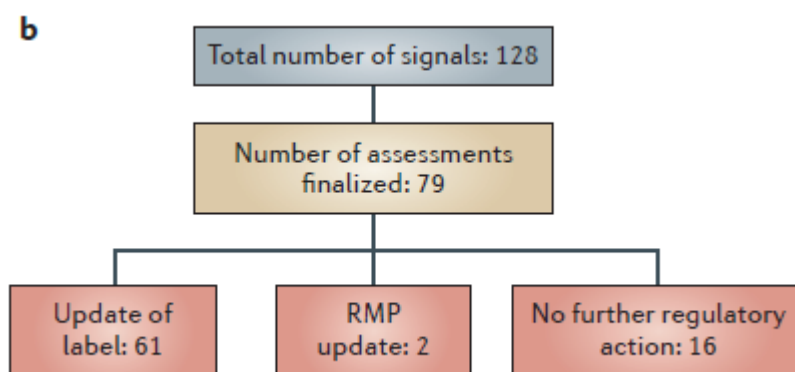 b
Total number of signals: 128
Number of assessments
finalized: 79
Update of
label: 61
RMP
update: 2
No further regulatory
action: 16